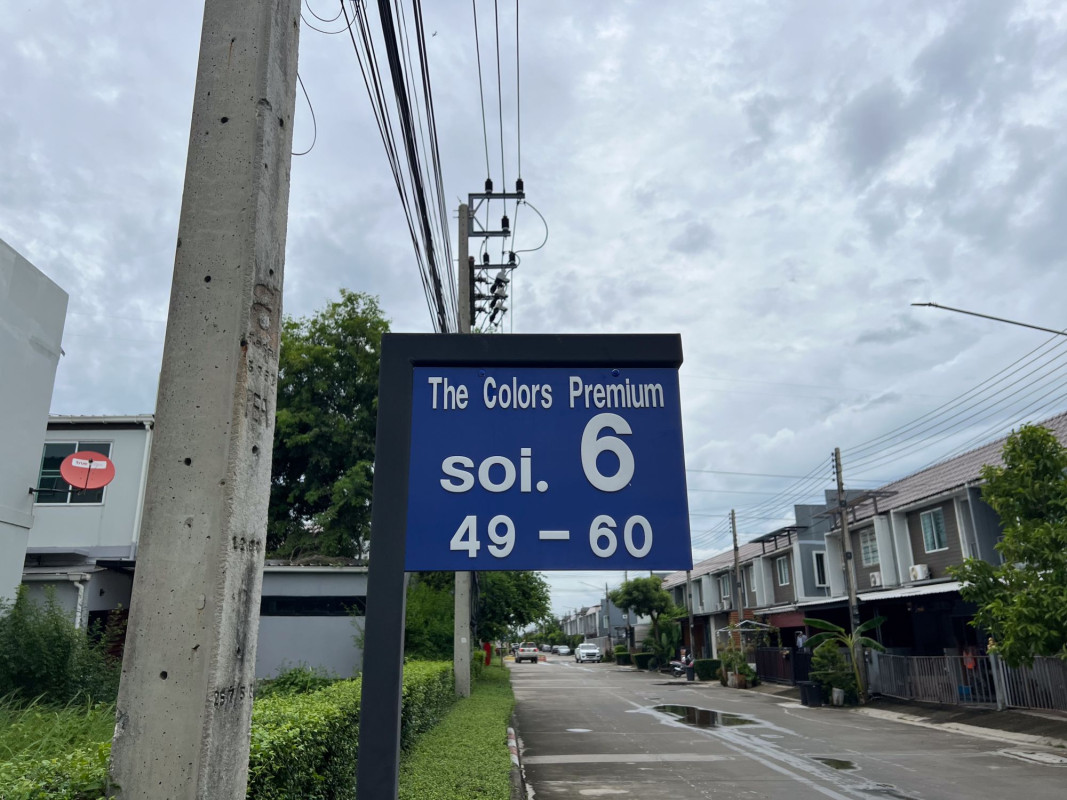 The Colors Premium
soi. 6
49 – 60